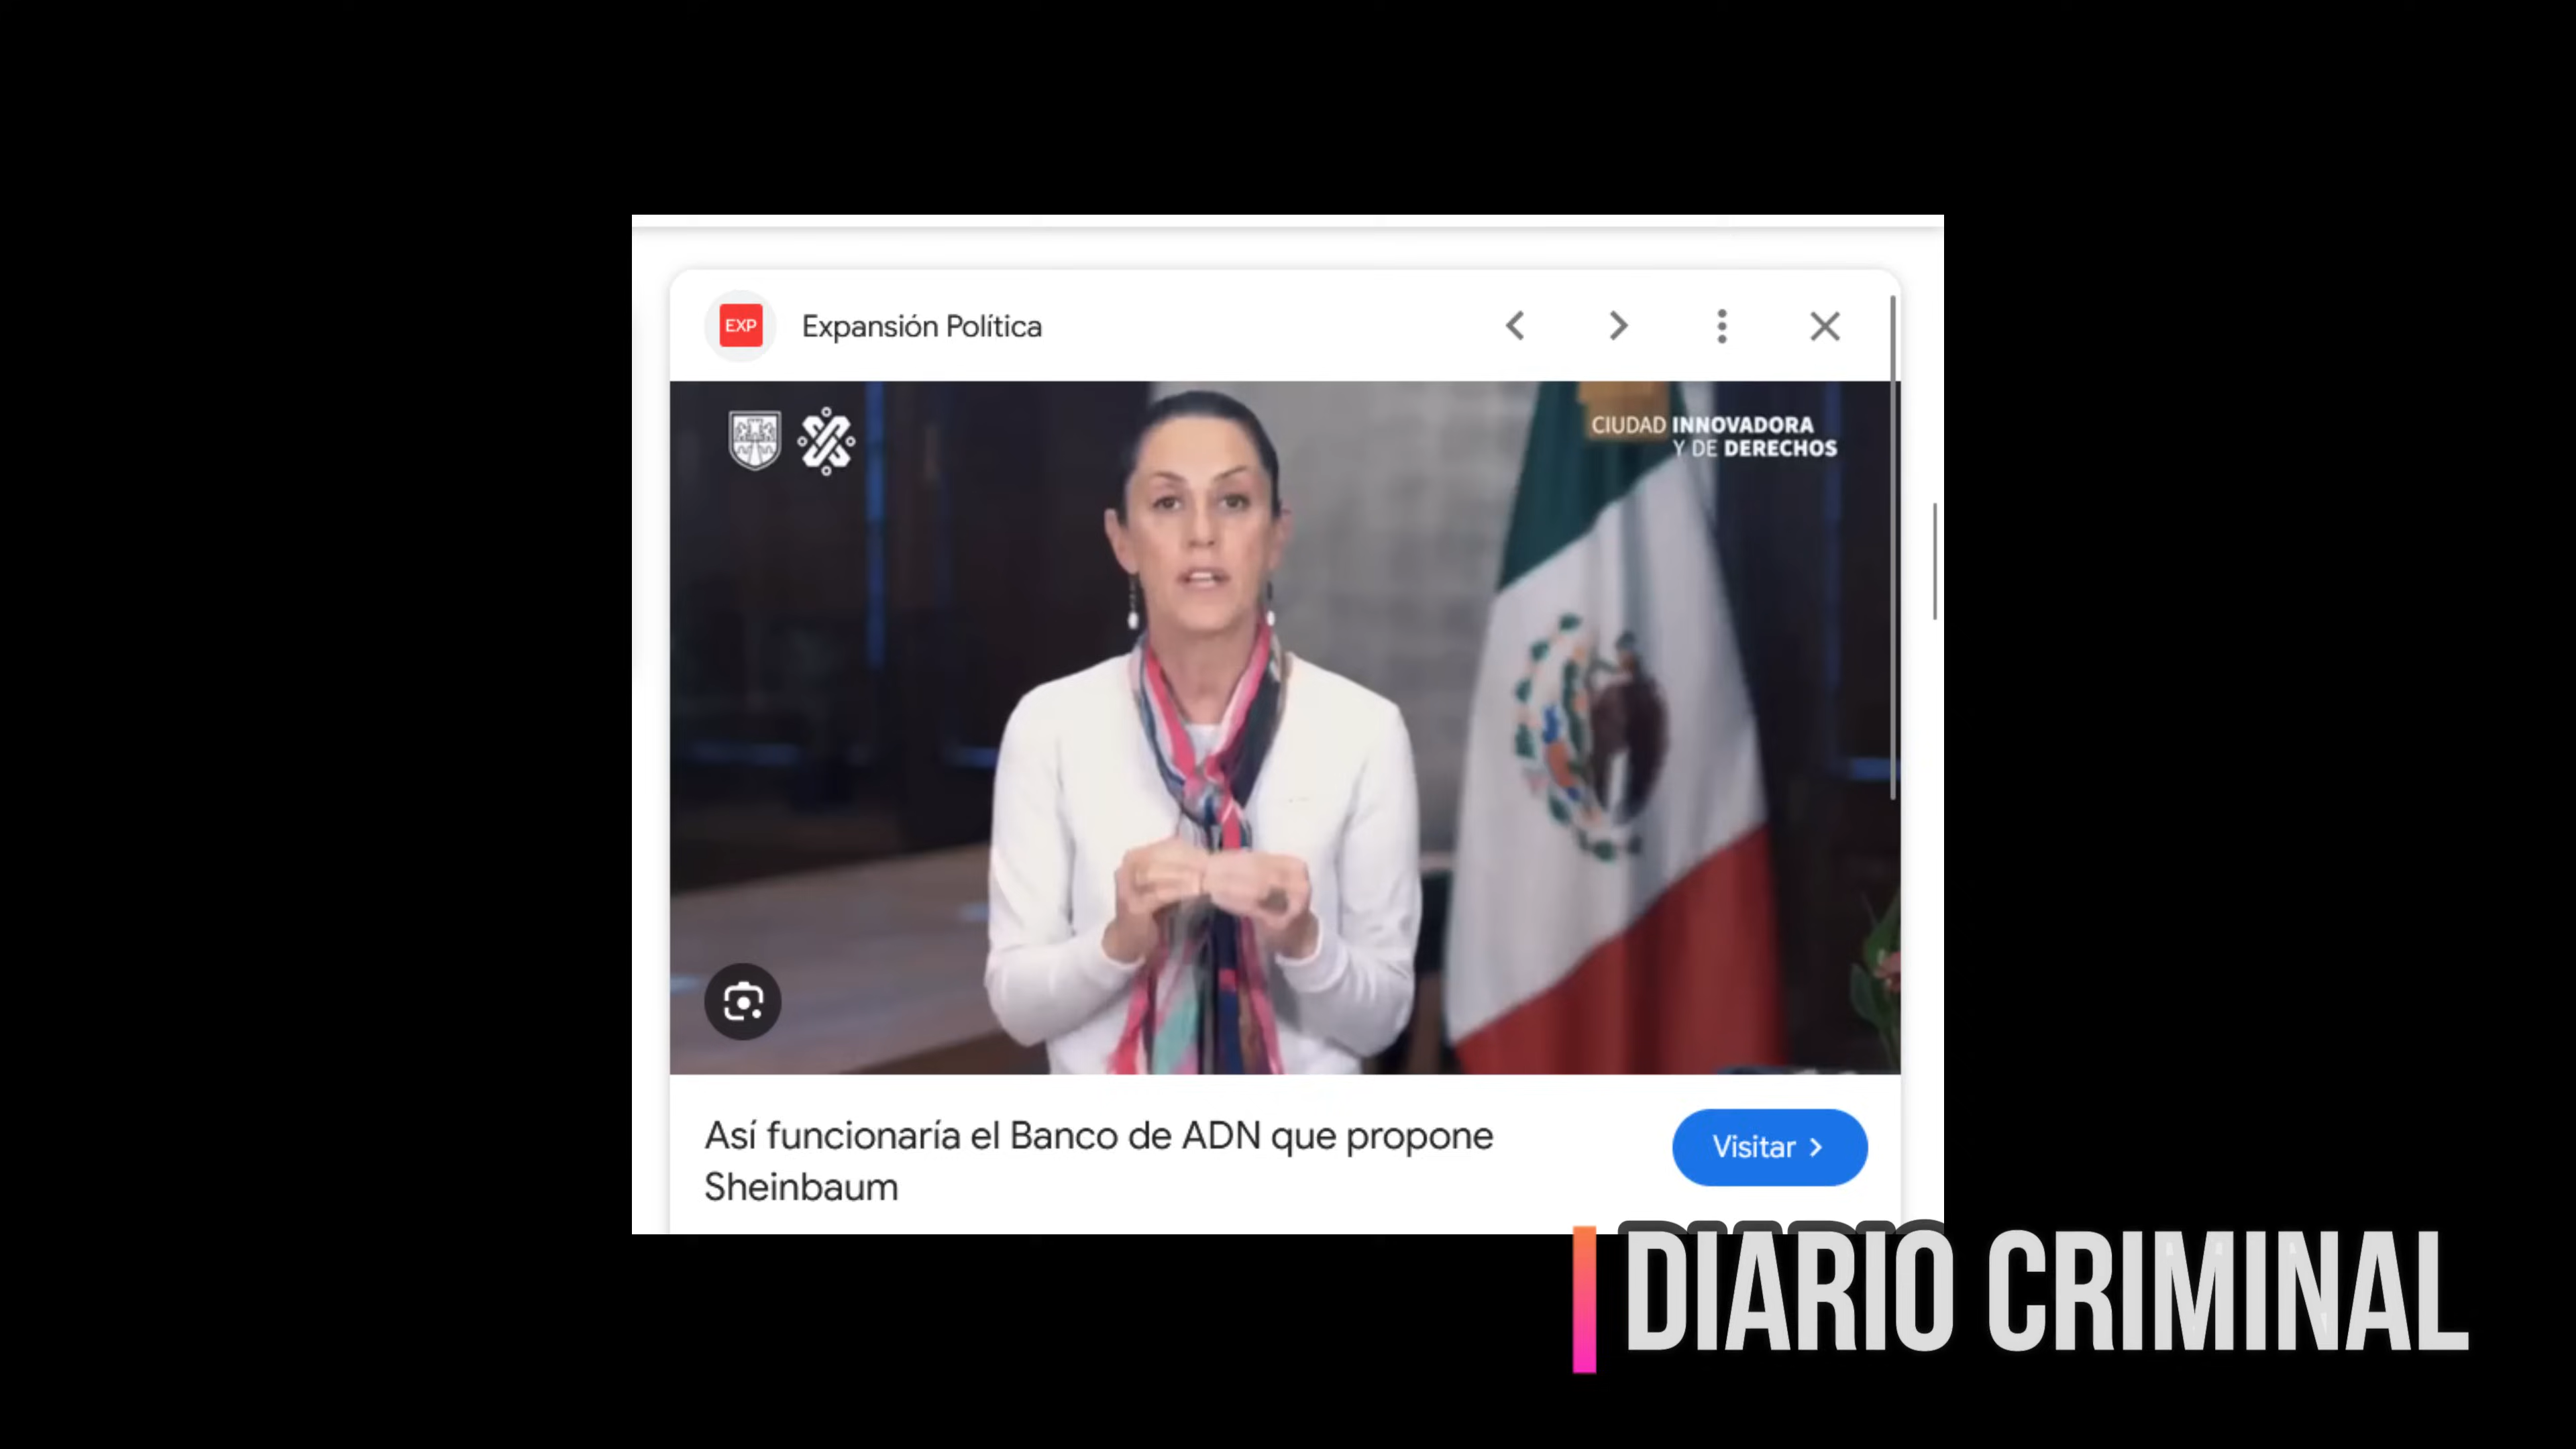 EXP
Expansión Política
CIUDAD INNOVADORA
Y DE DERECHOS
Así funcionaría el Banco de ADN que propone
Sheinbaum
Visitar
DIARIO CRIMINAL